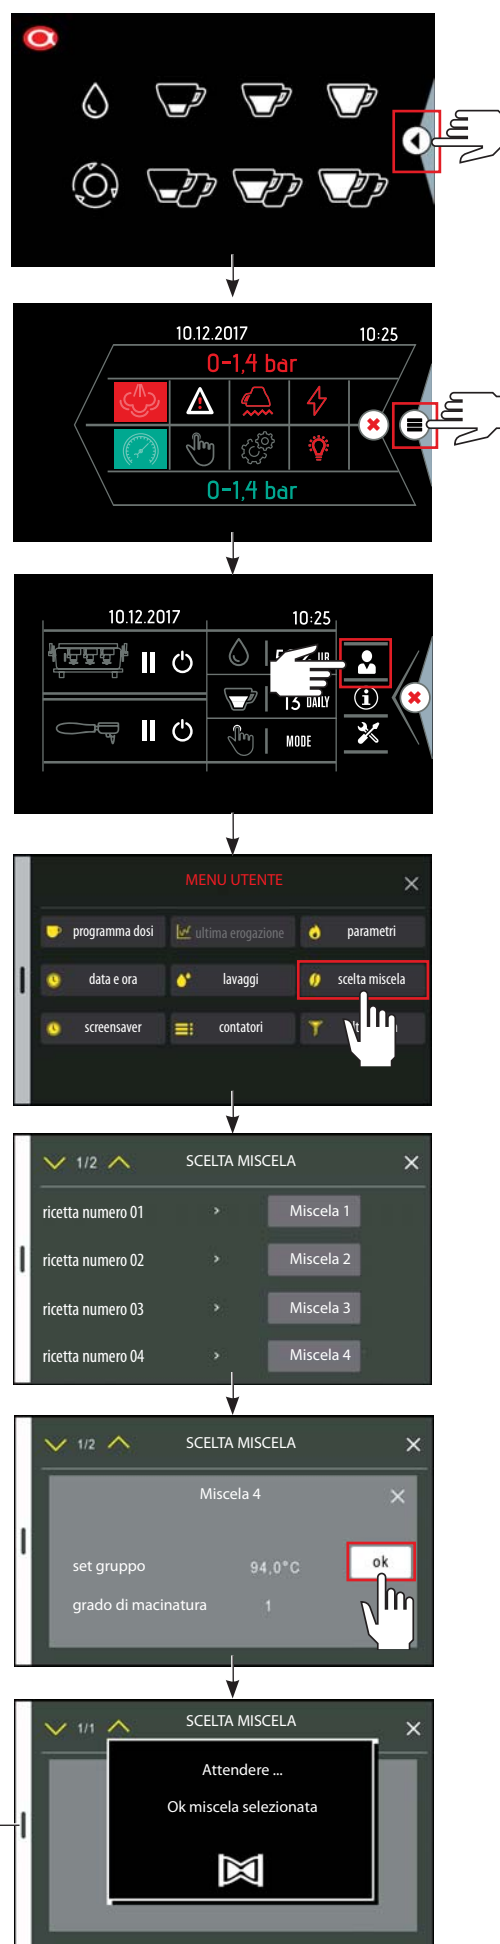 10.12.2017 10:25
0-1,4 bar
0-1,4 bar
10.12.2017 10:25
13 DAILY
MODE
MENU UTENTE
programma dosi ultima erogazione parametri
data e ora lavaggi scelta miscela
screensaver contatori
1/2 SCELTA MISCELA
ricetta numero 01 > Miscela 1
ricetta numero 02 > Miscela 2
ricetta numero 03 > Miscela 3
ricetta numero 04 > Miscela 4
1/2 SCELTA MISCELA
Miscela 4
set gruppo 94,0°C ok
grado di macinatura 1
1/1 SCELTA MISCELA
Attendere ...
Ok miscela selezionata